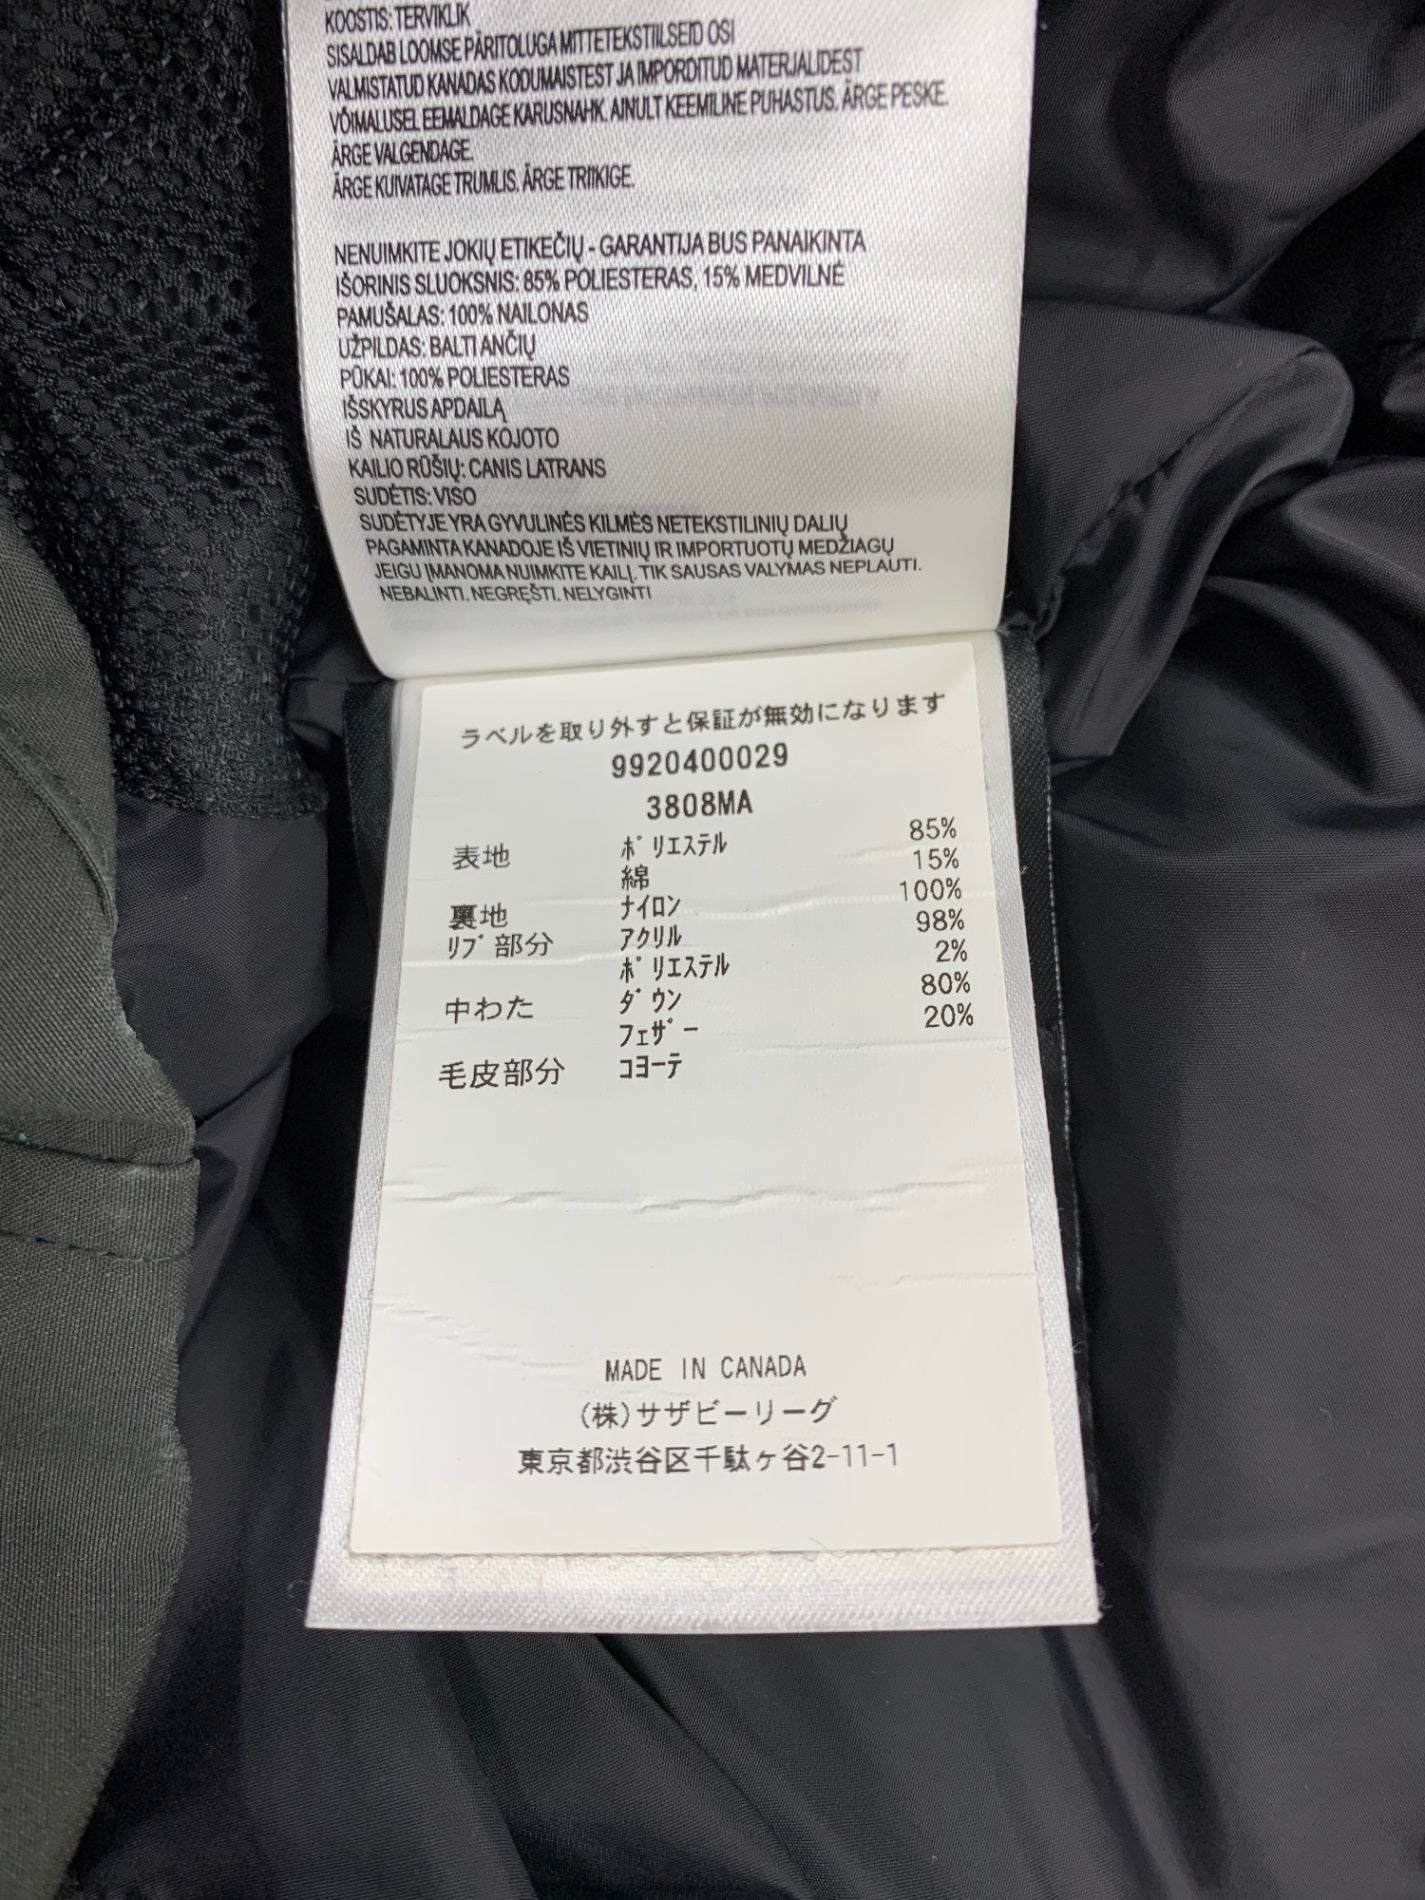 KOOSTIS: TERVIKLIK
SISALDAB LOOMSE PÄRITOLUGA MITTETEKSTIILSEID OSI
VALMISTATUD KANADAS KODUMAISTEST JA IMPORDITUD MATERJALIDEST
VÕIMALUSEL EEMALDAGE KARUSNAHK. AINULT KEEMILINE PUHASTUS. ÄRGE PESKE.
ÄRGE VALGENDAGE.
ÄRGE KUIVATAGE TRUMLIS. ÄRGE TRIIKIGE.
NENUIMKITE JOKIŲ ETIKEČIŲ - GARANTIJA BUS PANAIKINTA
IŠORINIS SLUOKSNIS: 85% POLIESTERAS, 15% MEDVILNĖ
PAMUŠALAS: 100% NAILONAS
UŽPILDAS: BALTI ANČIŲ
PŪKAI: 100% POLIESTERAS
IŠSKYRUS APDAILĄ
IŠ NATURALAUS KOJOTO
KAILIO RŪŠIŲ: CANIS LATRANS
SUDĖTIS: VISO
SUDĖTYJE YRA GYVULINĖS KILMĖS NETEKSTILINIŲ DALIŲ
PAGAMINTA KANADOJE IŠ VIETINIŲ IR IMPORTUOTŲ MEDŽIAGŲ
JEIGU ĮMANOMA NUIMKITE KAILĮ. TIK SAUSAS VALYMAS NEPLAUTI.
NEBALINTI. NEGRĘŠTI. NELYGINTI
ラベルを取り外すと保証が無効になります
9920400029
3808MA
表地 ﾎﾟﾘｴｽﾃﾙ 85%
綿 15%
裏地 ﾅｲﾛﾝ 100%
ﾘﾌﾞ部分 ｱｸﾘﾙ 98%
ﾎﾟﾘｴｽﾃﾙ 2%
中わた ﾀﾞｳﾝ 80%
ﾌｪｻﾞｰ 20%
毛皮部分 ｺﾖｰﾃ
MADE IN CANADA
(株)サザビーリーグ
東京都渋谷区千駄ヶ谷2-11-1